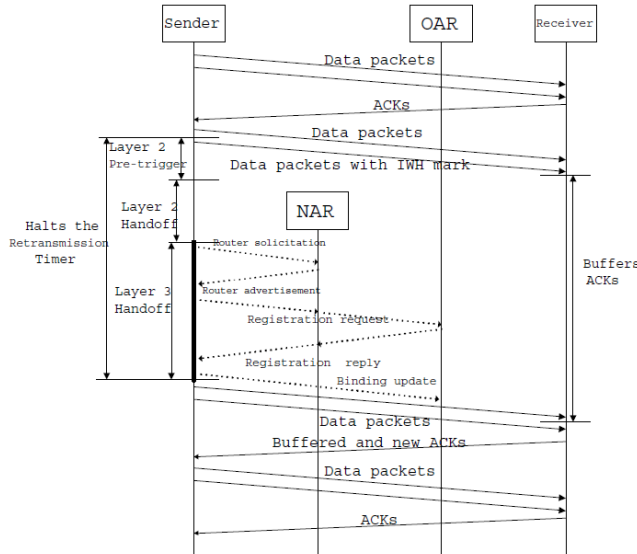 Sender
OAR
Receiver
Data packets
ACKs
Data packets
Layer 2
Pre-trigger
Data packets with IWH mark
Layer 2
Handoff
NAR
Halts the
Retransmission
Timer
Router solicitation
Buffers
ACKs
Layer 3
Handoff
Router advertisement
Registration request
Registration reply
Binding update
Data packets
Buffered and new ACKs
Data packets
ACKs